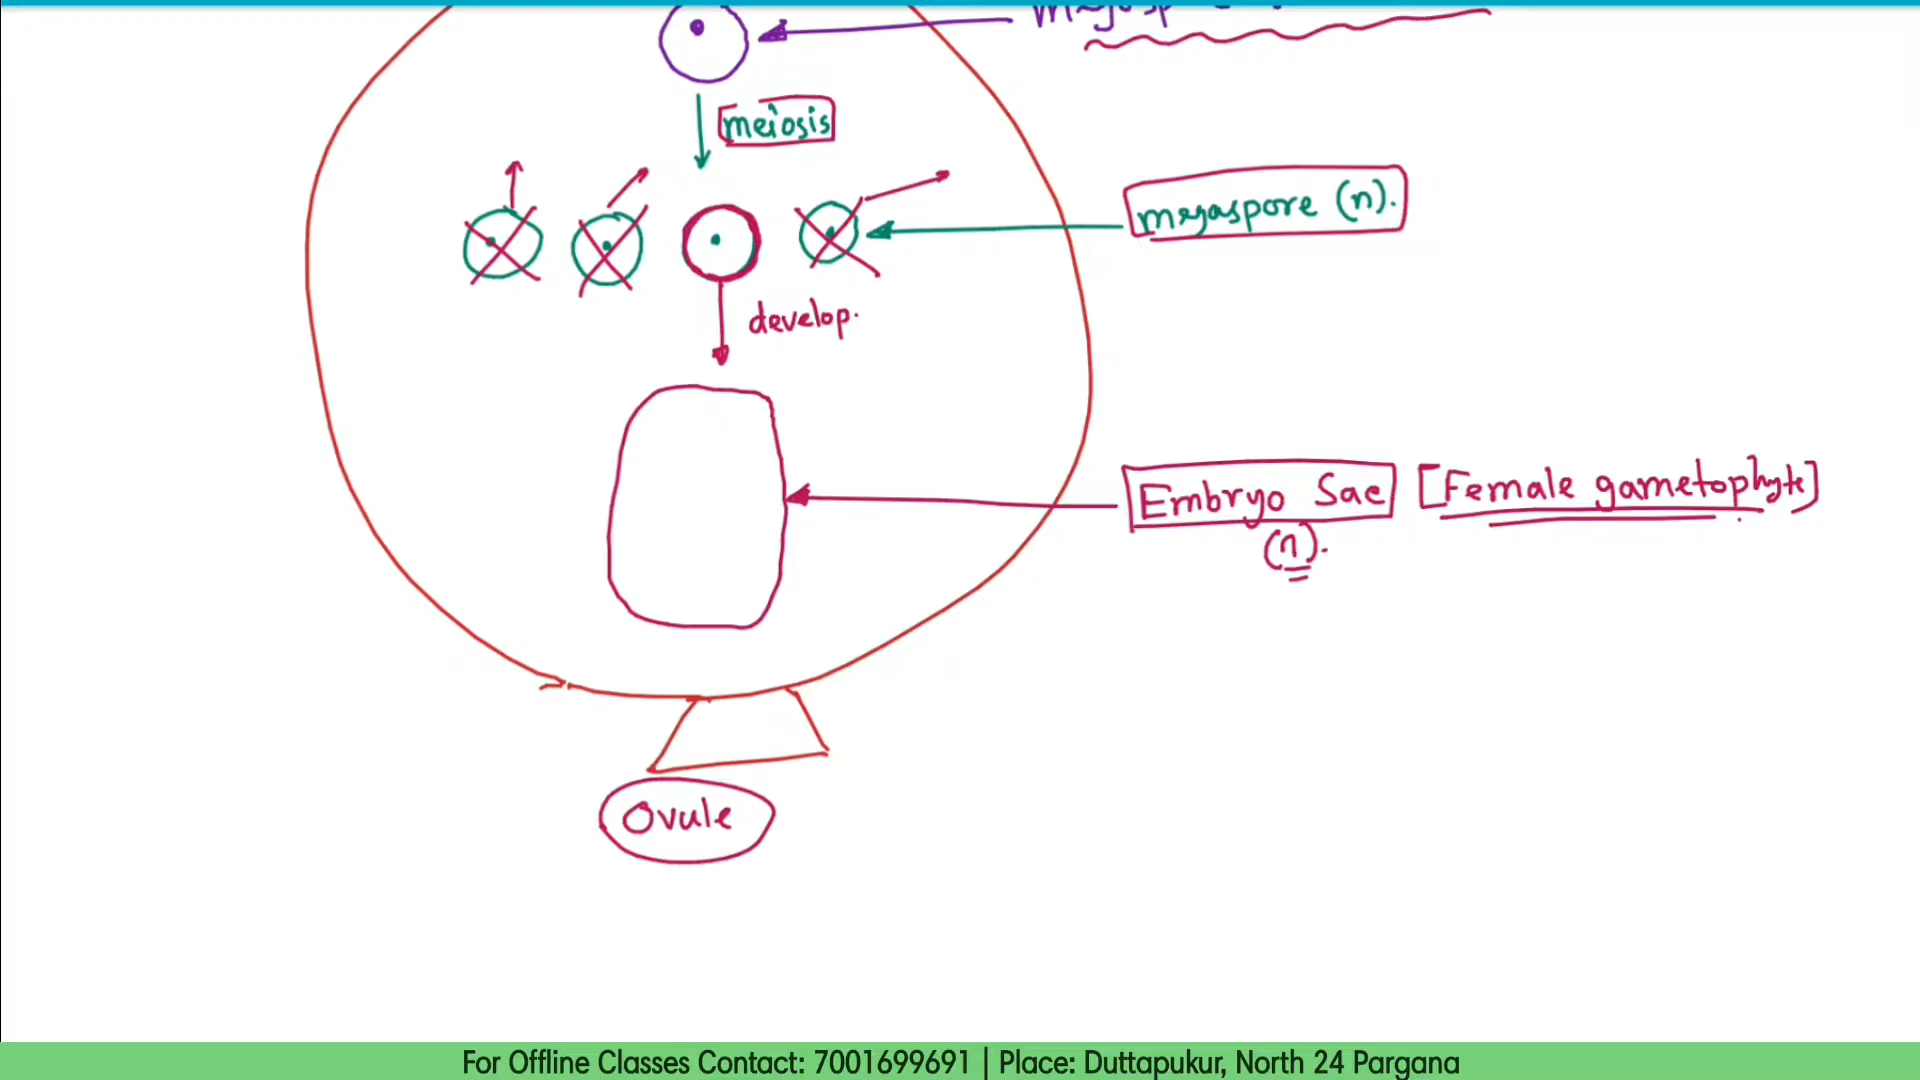 meiosis
megaspore (n).
develop.
Embryo Sac [Female gametophyte]
(n).
Ovule
For Offline Classes Contact: 7001699691 | Place: Duttapukur, North 24 Pargana